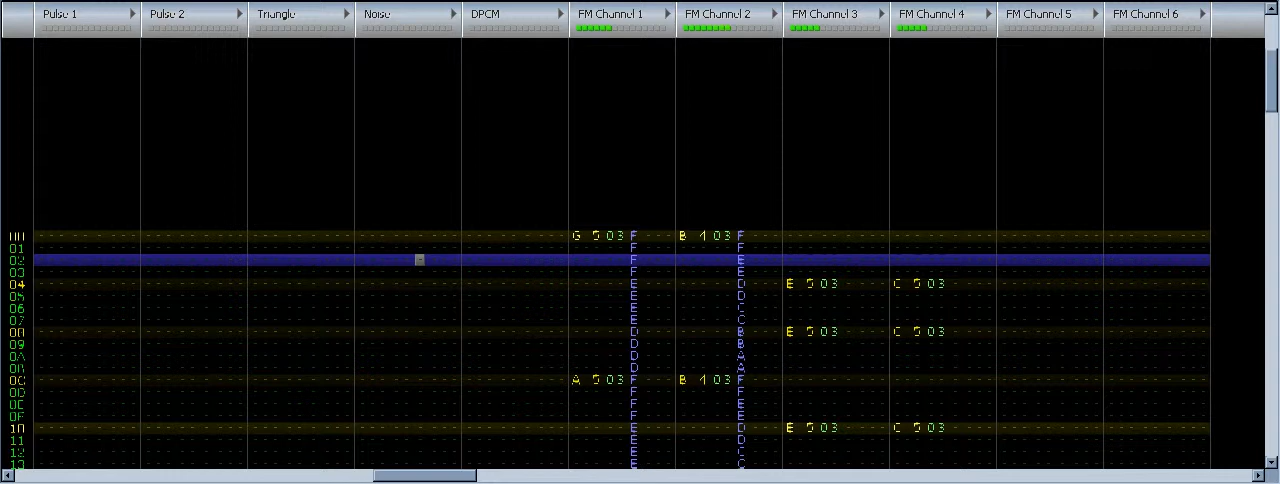 Pulse 1 Pulse 2 Triangle Noise DPCM FM Channel 1 FM Channel 2 FM Channel 3 FM Channel 4 FM Channel 5 FM Channel 6
00 G 5 03 F B 4 03 F
01 F F
02 F E
03 F E
04 E D E 5 03 C 5 03
05 E D
06 E C
07 E C
08 D B E 5 03 C 5 03
09 D B
0A D A
0B D A
0C A 5 03 F B 4 03 F
0D F F
0E F E
0F F E
10 E D E 5 03 C 5 03
11 E D
12 E C
13 E C